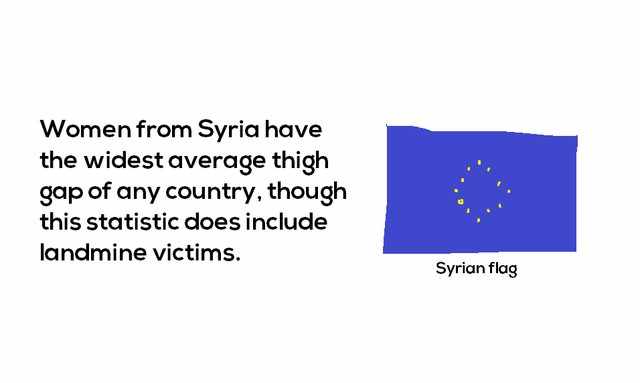 Women from Syria have
the widest average thigh
gap of any country, though
this statistic does include
landmine victims.
Syrian flag